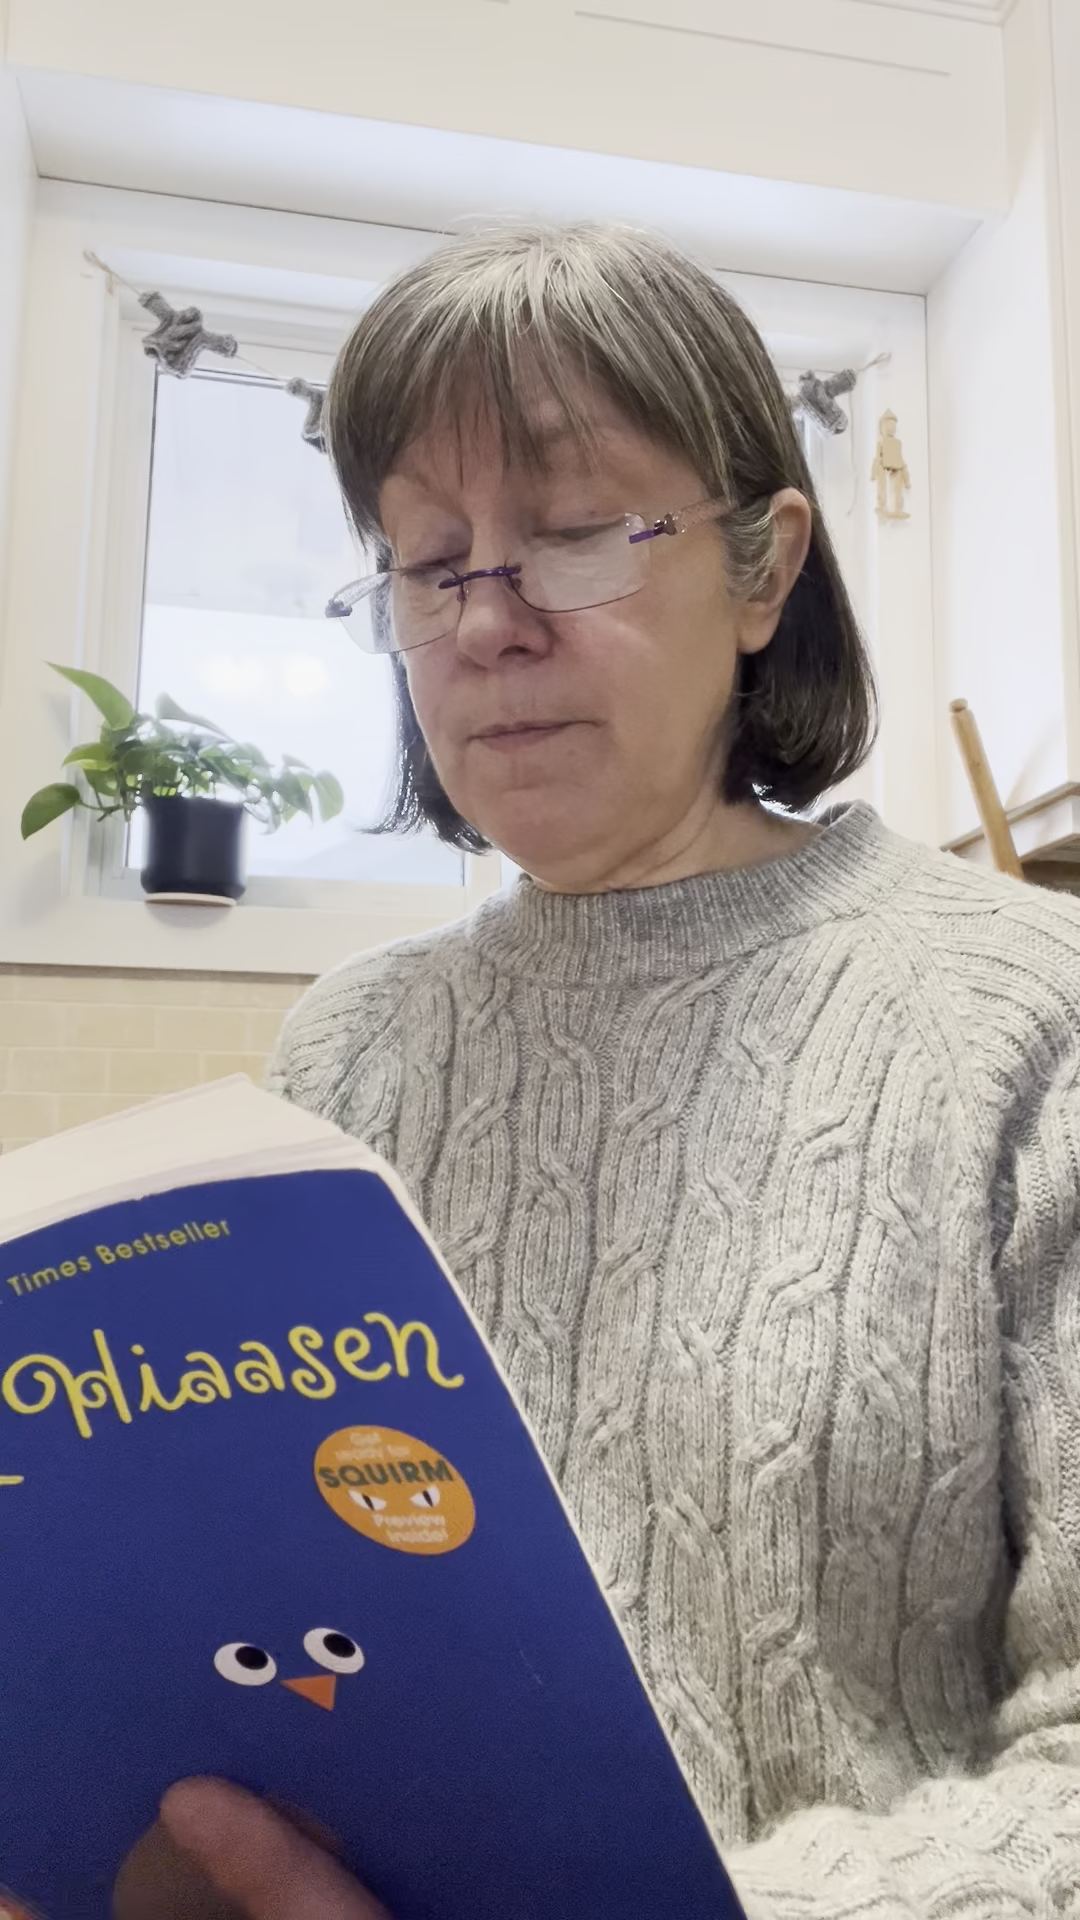 Times Bestseller
Hiaasen
Get
ready for
SQUIRM
Preview
Inside!